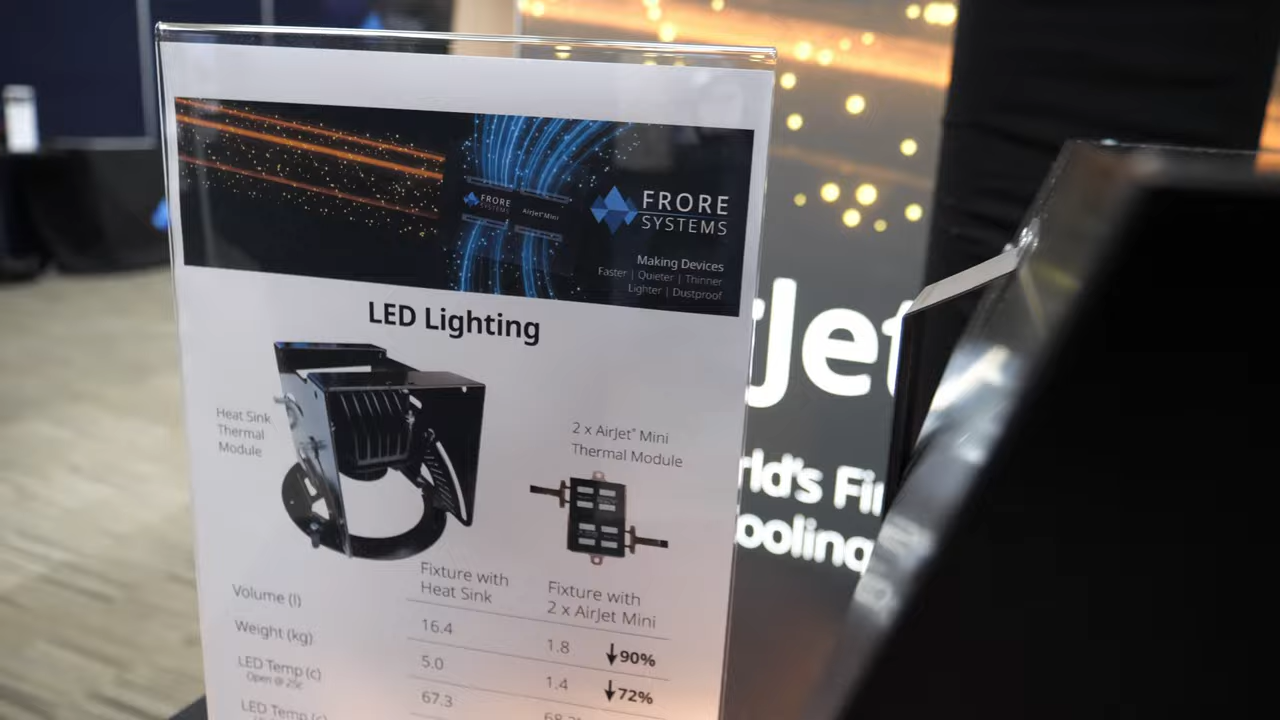 FRORE
SYSTEMS
AirJet® Mini
FRORE
SYSTEMS
Making Devices
Faster | Quieter | Thinner
Lighter | Dustproof
LED Lighting
Heat Sink
Thermal
Module
2 x AirJet® Mini
Thermal Module
Fixture with
Heat Sink
Fixture with
2 x AirJet Mini
Volume (l) 16.4 1.8 ↓90%
Weight (kg) 5.0 1.4 ↓72%
LED Temp (c) 67.3
Open @ 25c
LED Temp (c)
rJet
rld's Fir
ooling